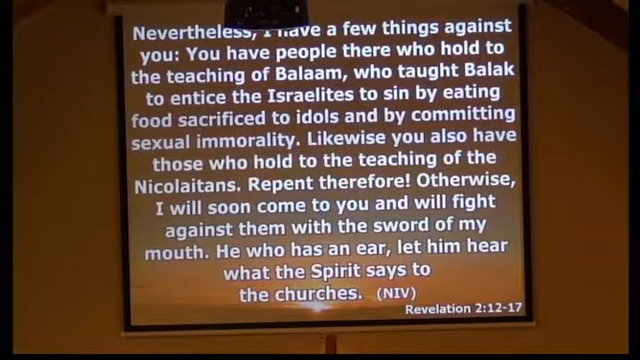 Nevertheless, I have a few things against
you: You have people there who hold to
the teaching of Balaam, who taught Balak
to entice the Israelites to sin by eating
food sacrificed to idols and by committing
sexual immorality. Likewise you also have
those who hold to the teaching of the
Nicolaitans. Repent therefore! Otherwise,
I will soon come to you and will fight
against them with the sword of my
mouth. He who has an ear, let him hear
what the Spirit says to
the churches. (NIV)
Revelation 2:12-17